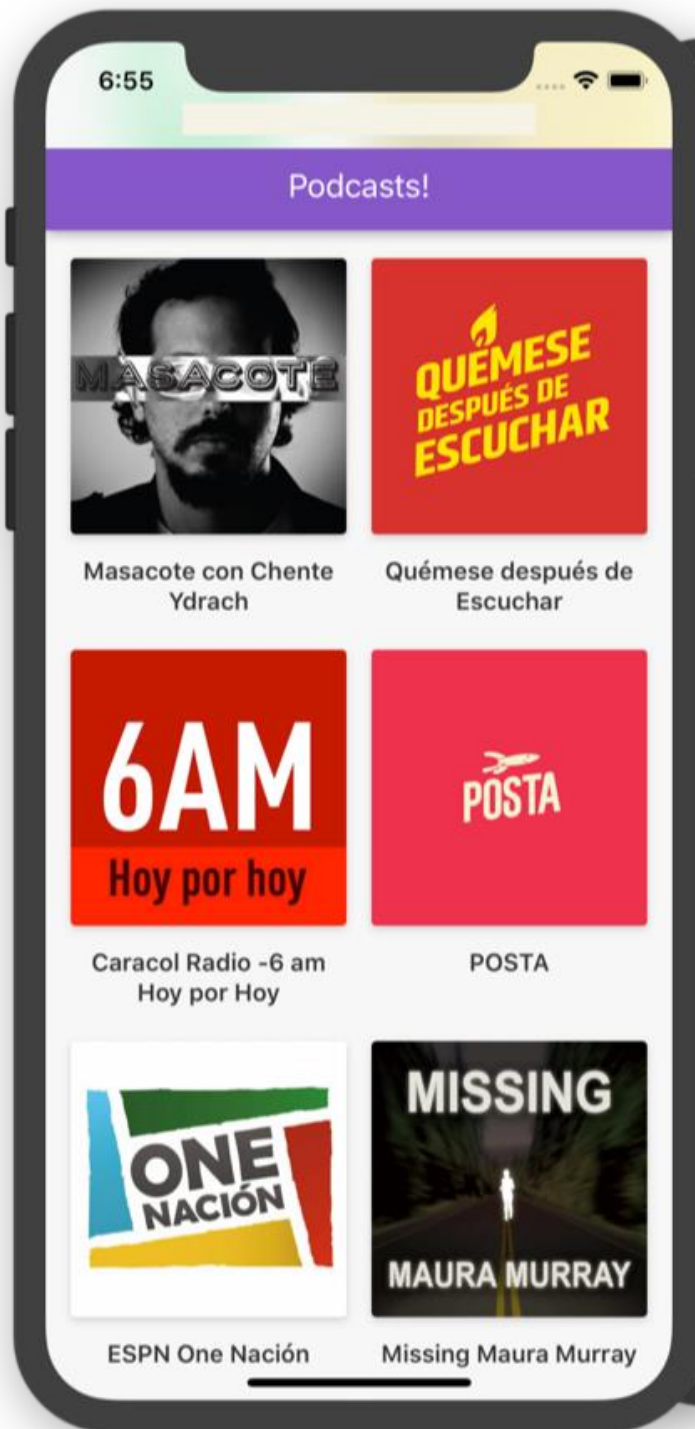 6:55
Podcasts!
MASACOTE
QUÉMESE
DESPUÉS DE
ESCUCHAR
Masacote con Chente
Ydrach
Quémese después de
Escuchar
6AM
Hoy por hoy
POSTA
Caracol Radio -6 am
Hoy por Hoy
POSTA
ONE
NACIÓN
MISSING
MAURA MURRAY
ESPN One Nación
Missing Maura Murray